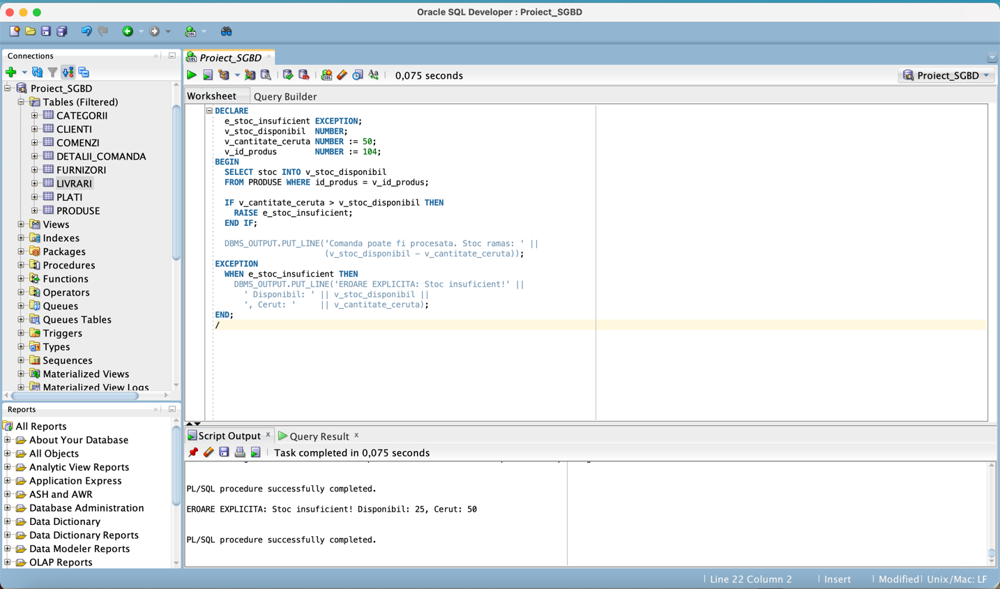 Oracle SQL Developer : Proiect_SGBD
Connections
Proiect_SGBD
Tables (Filtered)
CATEGORII
CLIENTI
COMENZI
DETALII_COMANDA
FURNIZORI
LIVRARI
PLATI
PRODUSE
Views
Indexes
Packages
Procedures
Functions
Operators
Queues
Queues Tables
Triggers
Types
Sequences
Materialized Views
Materialized View Logs
Reports
All Reports
About Your Database
All Objects
Analytic View Reports
Application Express
ASH and AWR
Database Administration
Data Dictionary
Data Dictionary Reports
Data Modeler Reports
OLAP Reports
Proiect_SGBD
0,075 seconds
Proiect_SGBD
Worksheet Query Builder
DECLARE
e_stoc_insuficient EXCEPTION;
v_stoc_disponibil NUMBER;
v_cantitate_ceruta NUMBER := 50;
v_id_produs NUMBER := 104;
BEGIN
SELECT stoc INTO v_stoc_disponibil
FROM PRODUSE WHERE id_produs = v_id_produs;
IF v_cantitate_ceruta > v_stoc_disponibil THEN
RAISE e_stoc_insuficient;
END IF;
DBMS_OUTPUT.PUT_LINE('Comanda poate fi procesata. Stoc ramas: ' ||
(v_stoc_disponibil - v_cantitate_ceruta));
EXCEPTION
WHEN e_stoc_insuficient THEN
DBMS_OUTPUT.PUT_LINE('EROARE EXPLICITA: Stoc insuficient!' ||
' Disponibil: ' || v_stoc_disponibil ||
', Cerut: ' || v_cantitate_ceruta);
END;
/
Script Output Query Result
Task completed in 0,075 seconds
PL/SQL procedure successfully completed.
EROARE EXPLICITA: Stoc insuficient! Disponibil: 25, Cerut: 50
PL/SQL procedure successfully completed.
Line 22 Column 2 Insert Modified Unix/Mac: LF